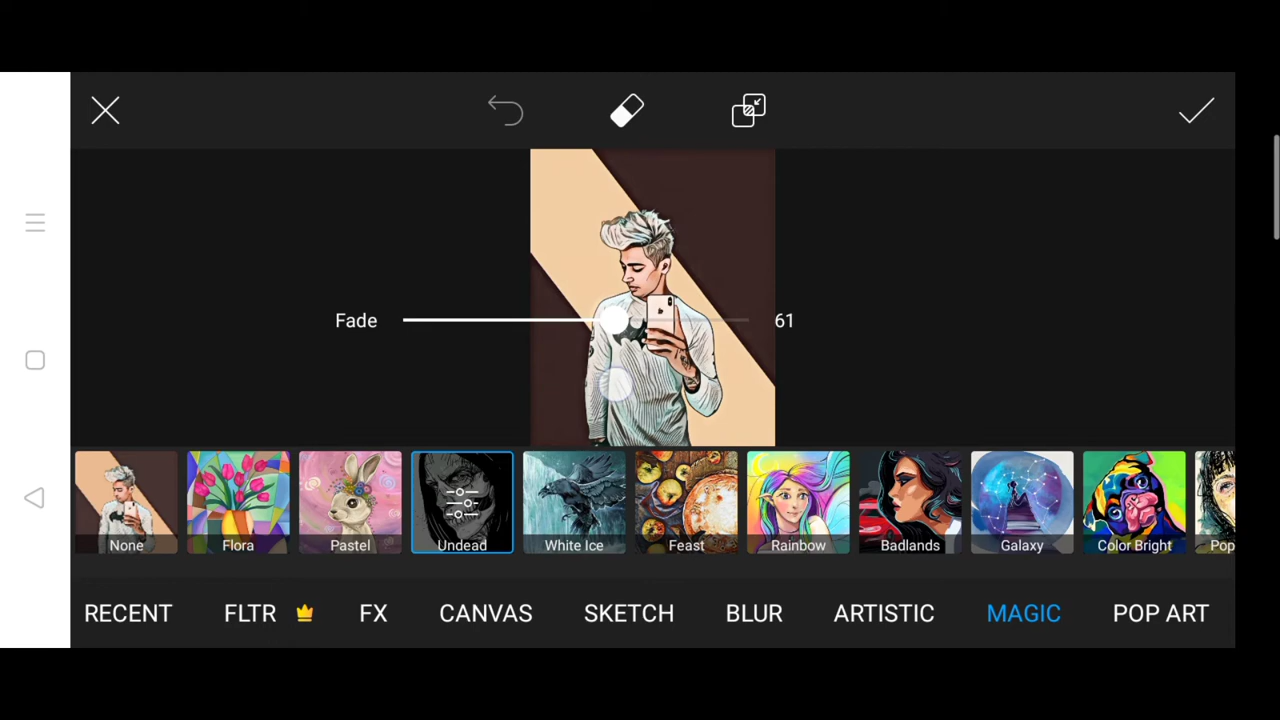 Fade 61
None Flora Pastel Undead White Ice Feast Rainbow Badlands Galaxy Color Bright Pop
RECENT FLTR FX CANVAS SKETCH BLUR ARTISTIC MAGIC POP ART